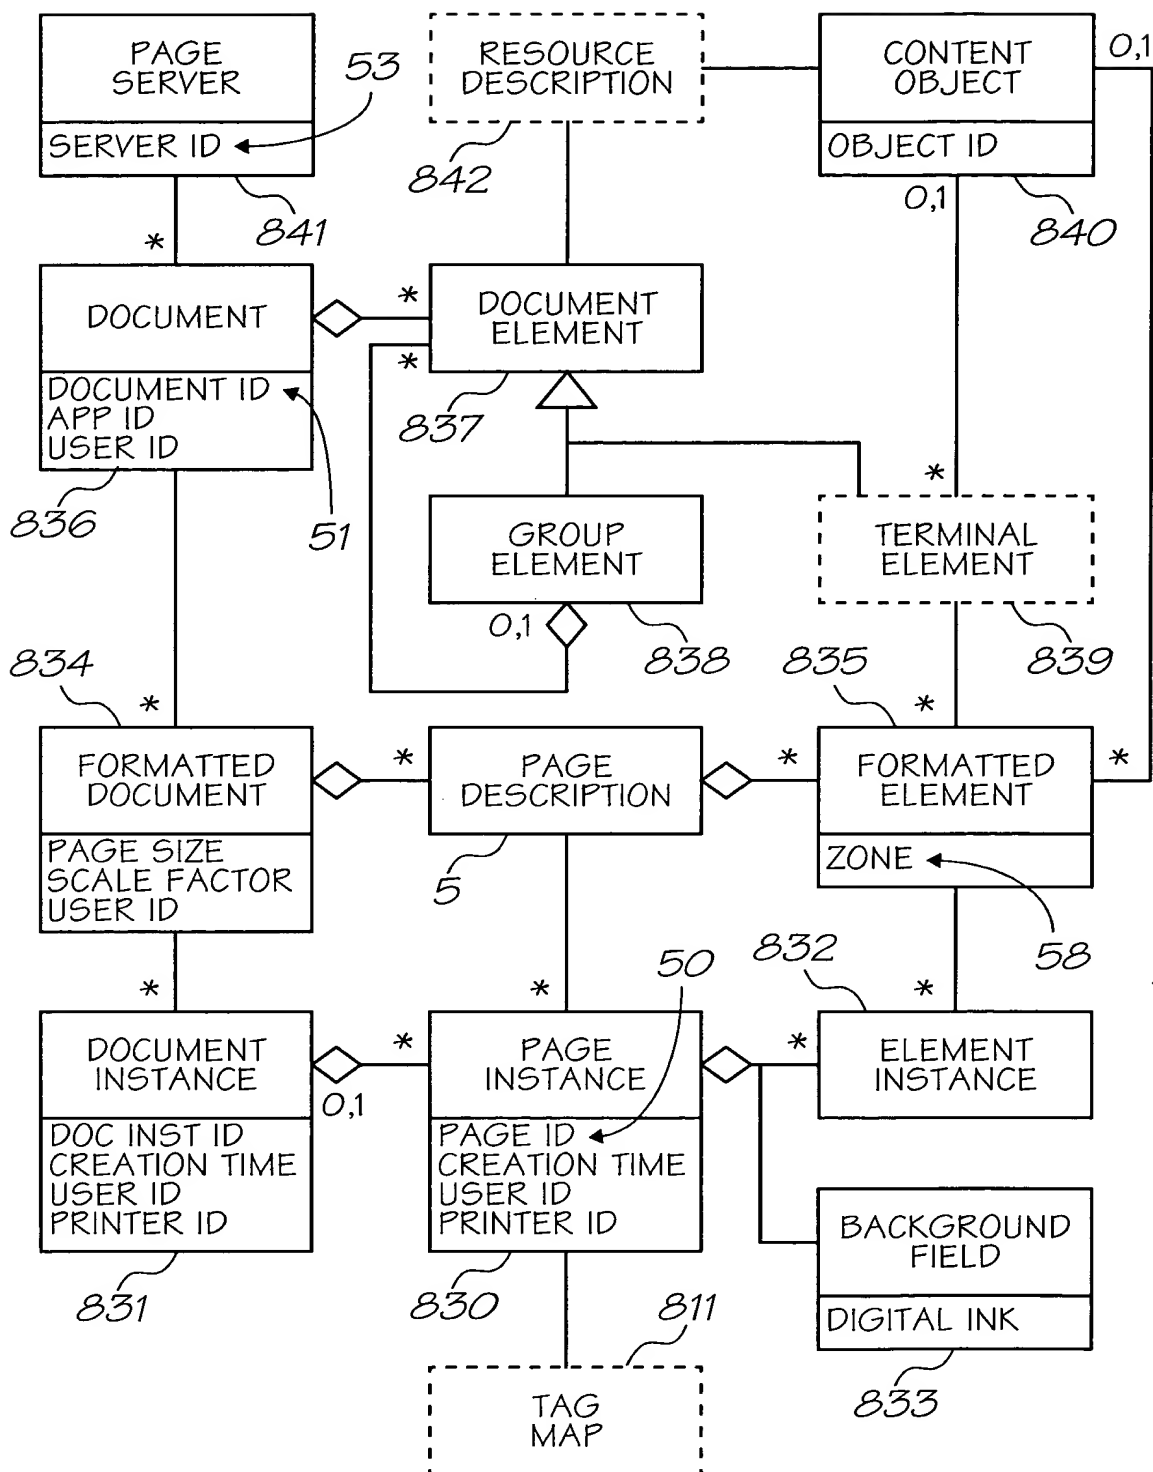 PAGE
SERVER
SERVER ID
53
841
RESOURCE
DESCRIPTION
842
CONTENT
OBJECT
OBJECT ID
0,1
0,1
840
*
DOCUMENT
DOCUMENT ID
APP ID
USER ID
836
51
*
*
DOCUMENT
ELEMENT
837
GROUP
ELEMENT
0,1
838
*
TERMINAL
ELEMENT
839
834
*
FORMATTED
DOCUMENT
PAGE SIZE
SCALE FACTOR
USER ID
*
PAGE
DESCRIPTION
5
835
*
*
*
FORMATTED
ELEMENT
ZONE
58
*
DOCUMENT
INSTANCE
DOC INST ID
CREATION TIME
USER ID
PRINTER ID
831
0,1
*
*
50
PAGE
INSTANCE
PAGE ID
CREATION TIME
USER ID
PRINTER ID
830
832
*
*
ELEMENT
INSTANCE
BACKGROUND
FIELD
DIGITAL INK
833
811
TAG
MAP